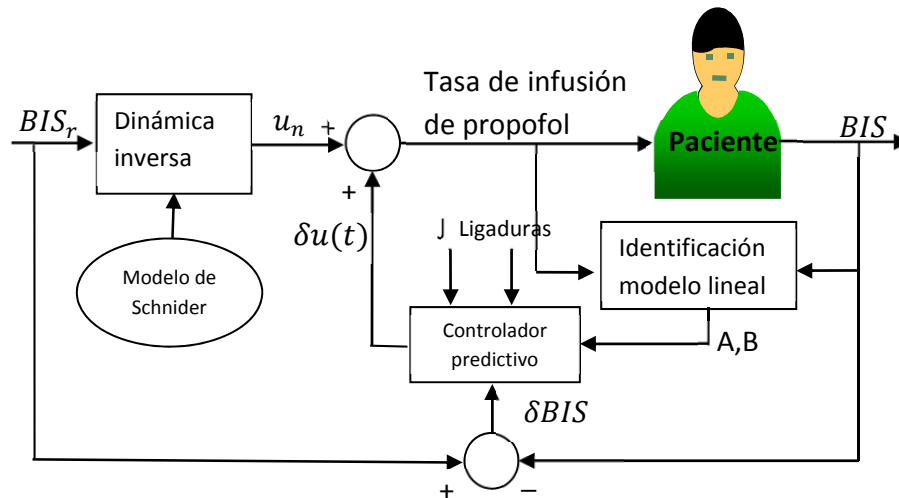 BIS_r
Dinámica
inversa
u_n
+
+
Tasa de infusión
de propofol
Paciente
BIS
Modelo de
Schnider
δu(t)
J Ligaduras
Identificación
modelo lineal
Controlador
predictivo
A,B
δBIS
+
−